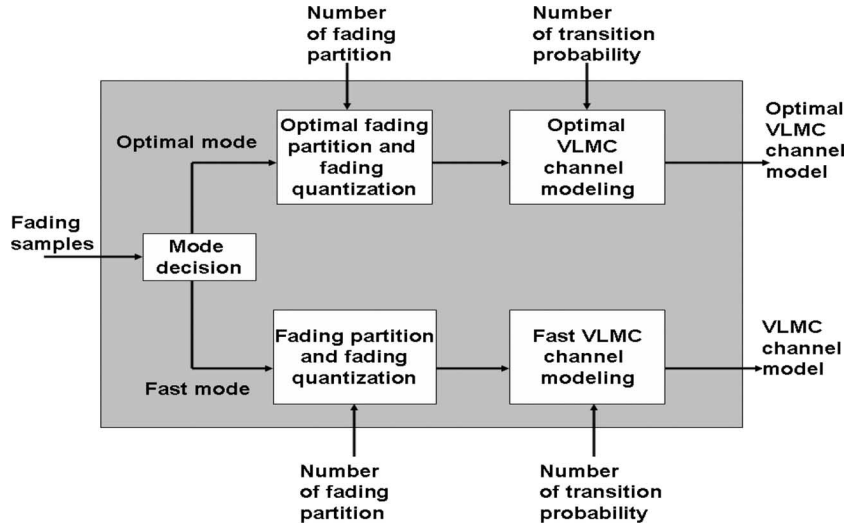 Number
of fading
partition
Number
of transition
probability
Optimal mode
Optimal fading
partition and
fading
quantization
Optimal
VLMC
channel
modeling
Optimal
VLMC
channel
model
Fading
samples
Mode
decision
Fast mode
Fading partition
and fading
quantization
Fast VLMC
channel
modeling
VLMC
channel
model
Number
of fading
partition
Number
of transition
probability